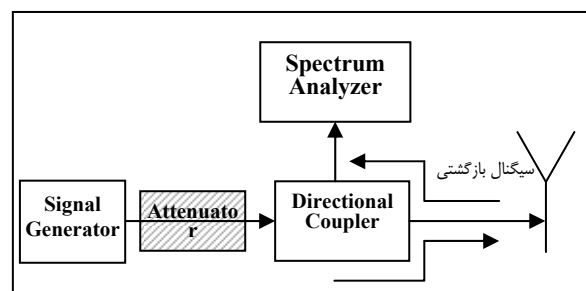 Spectrum
Analyzer
سیگنال بازگشتی
Signal
Generator
Attenuato
r
Directional
Coupler